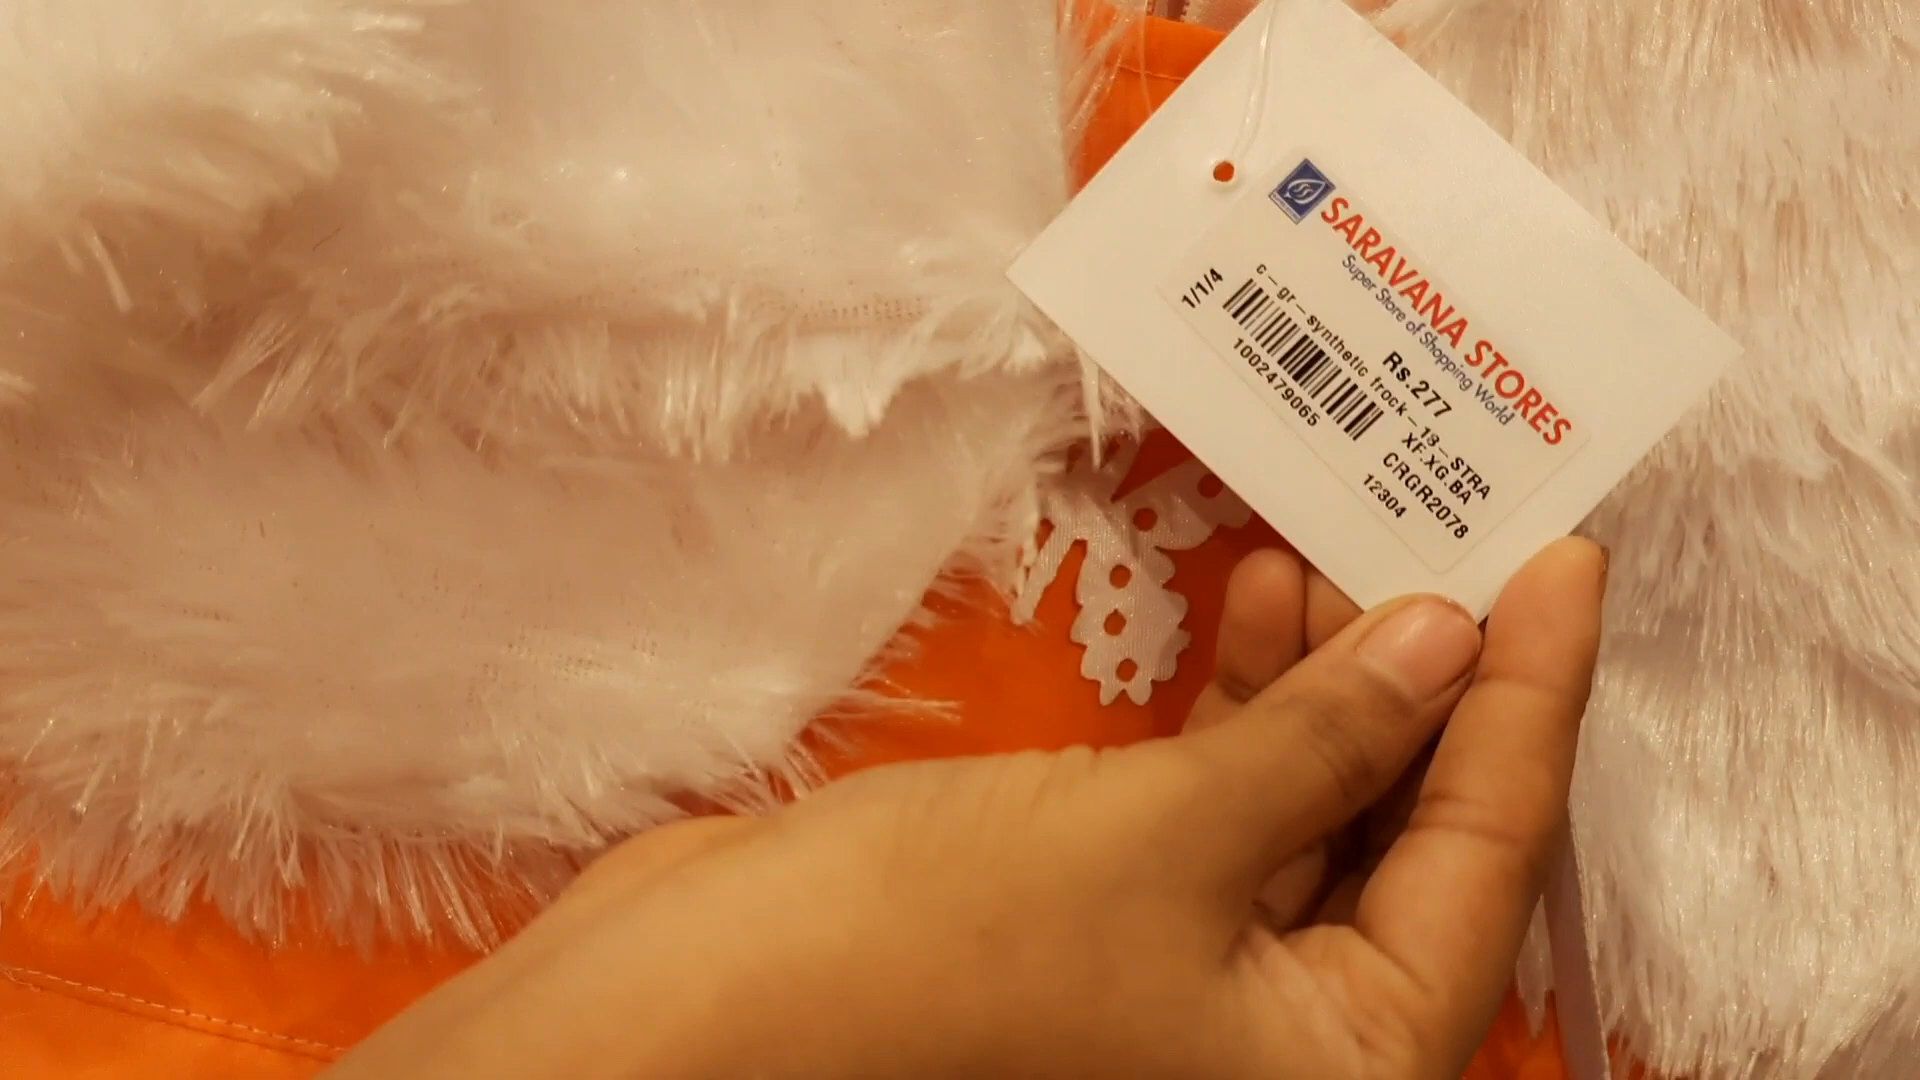 SARAVANA STORES
Super Store of Shopping World
Rs.277
c-gr-synthetic frock-18-STRA
1/1/4
XF.XG.BA
1002479065
CRGR2078
12304